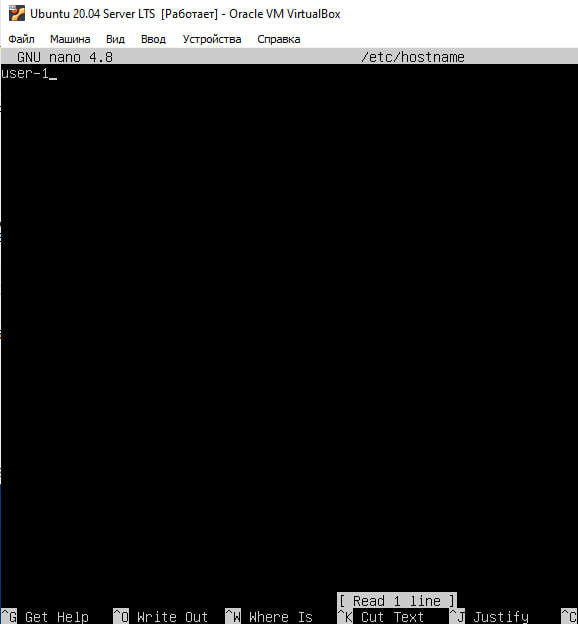 Ubuntu 20.04 Server LTS [Работает] - Oracle VM VirtualBox
Файл Машина Вид Ввод Устройства Справка
GNU nano 4.8 /etc/hostname
user-1_
[ Read 1 line ]
^G Get Help ^O Write Out ^W Where Is ^K Cut Text ^J Justify ^C